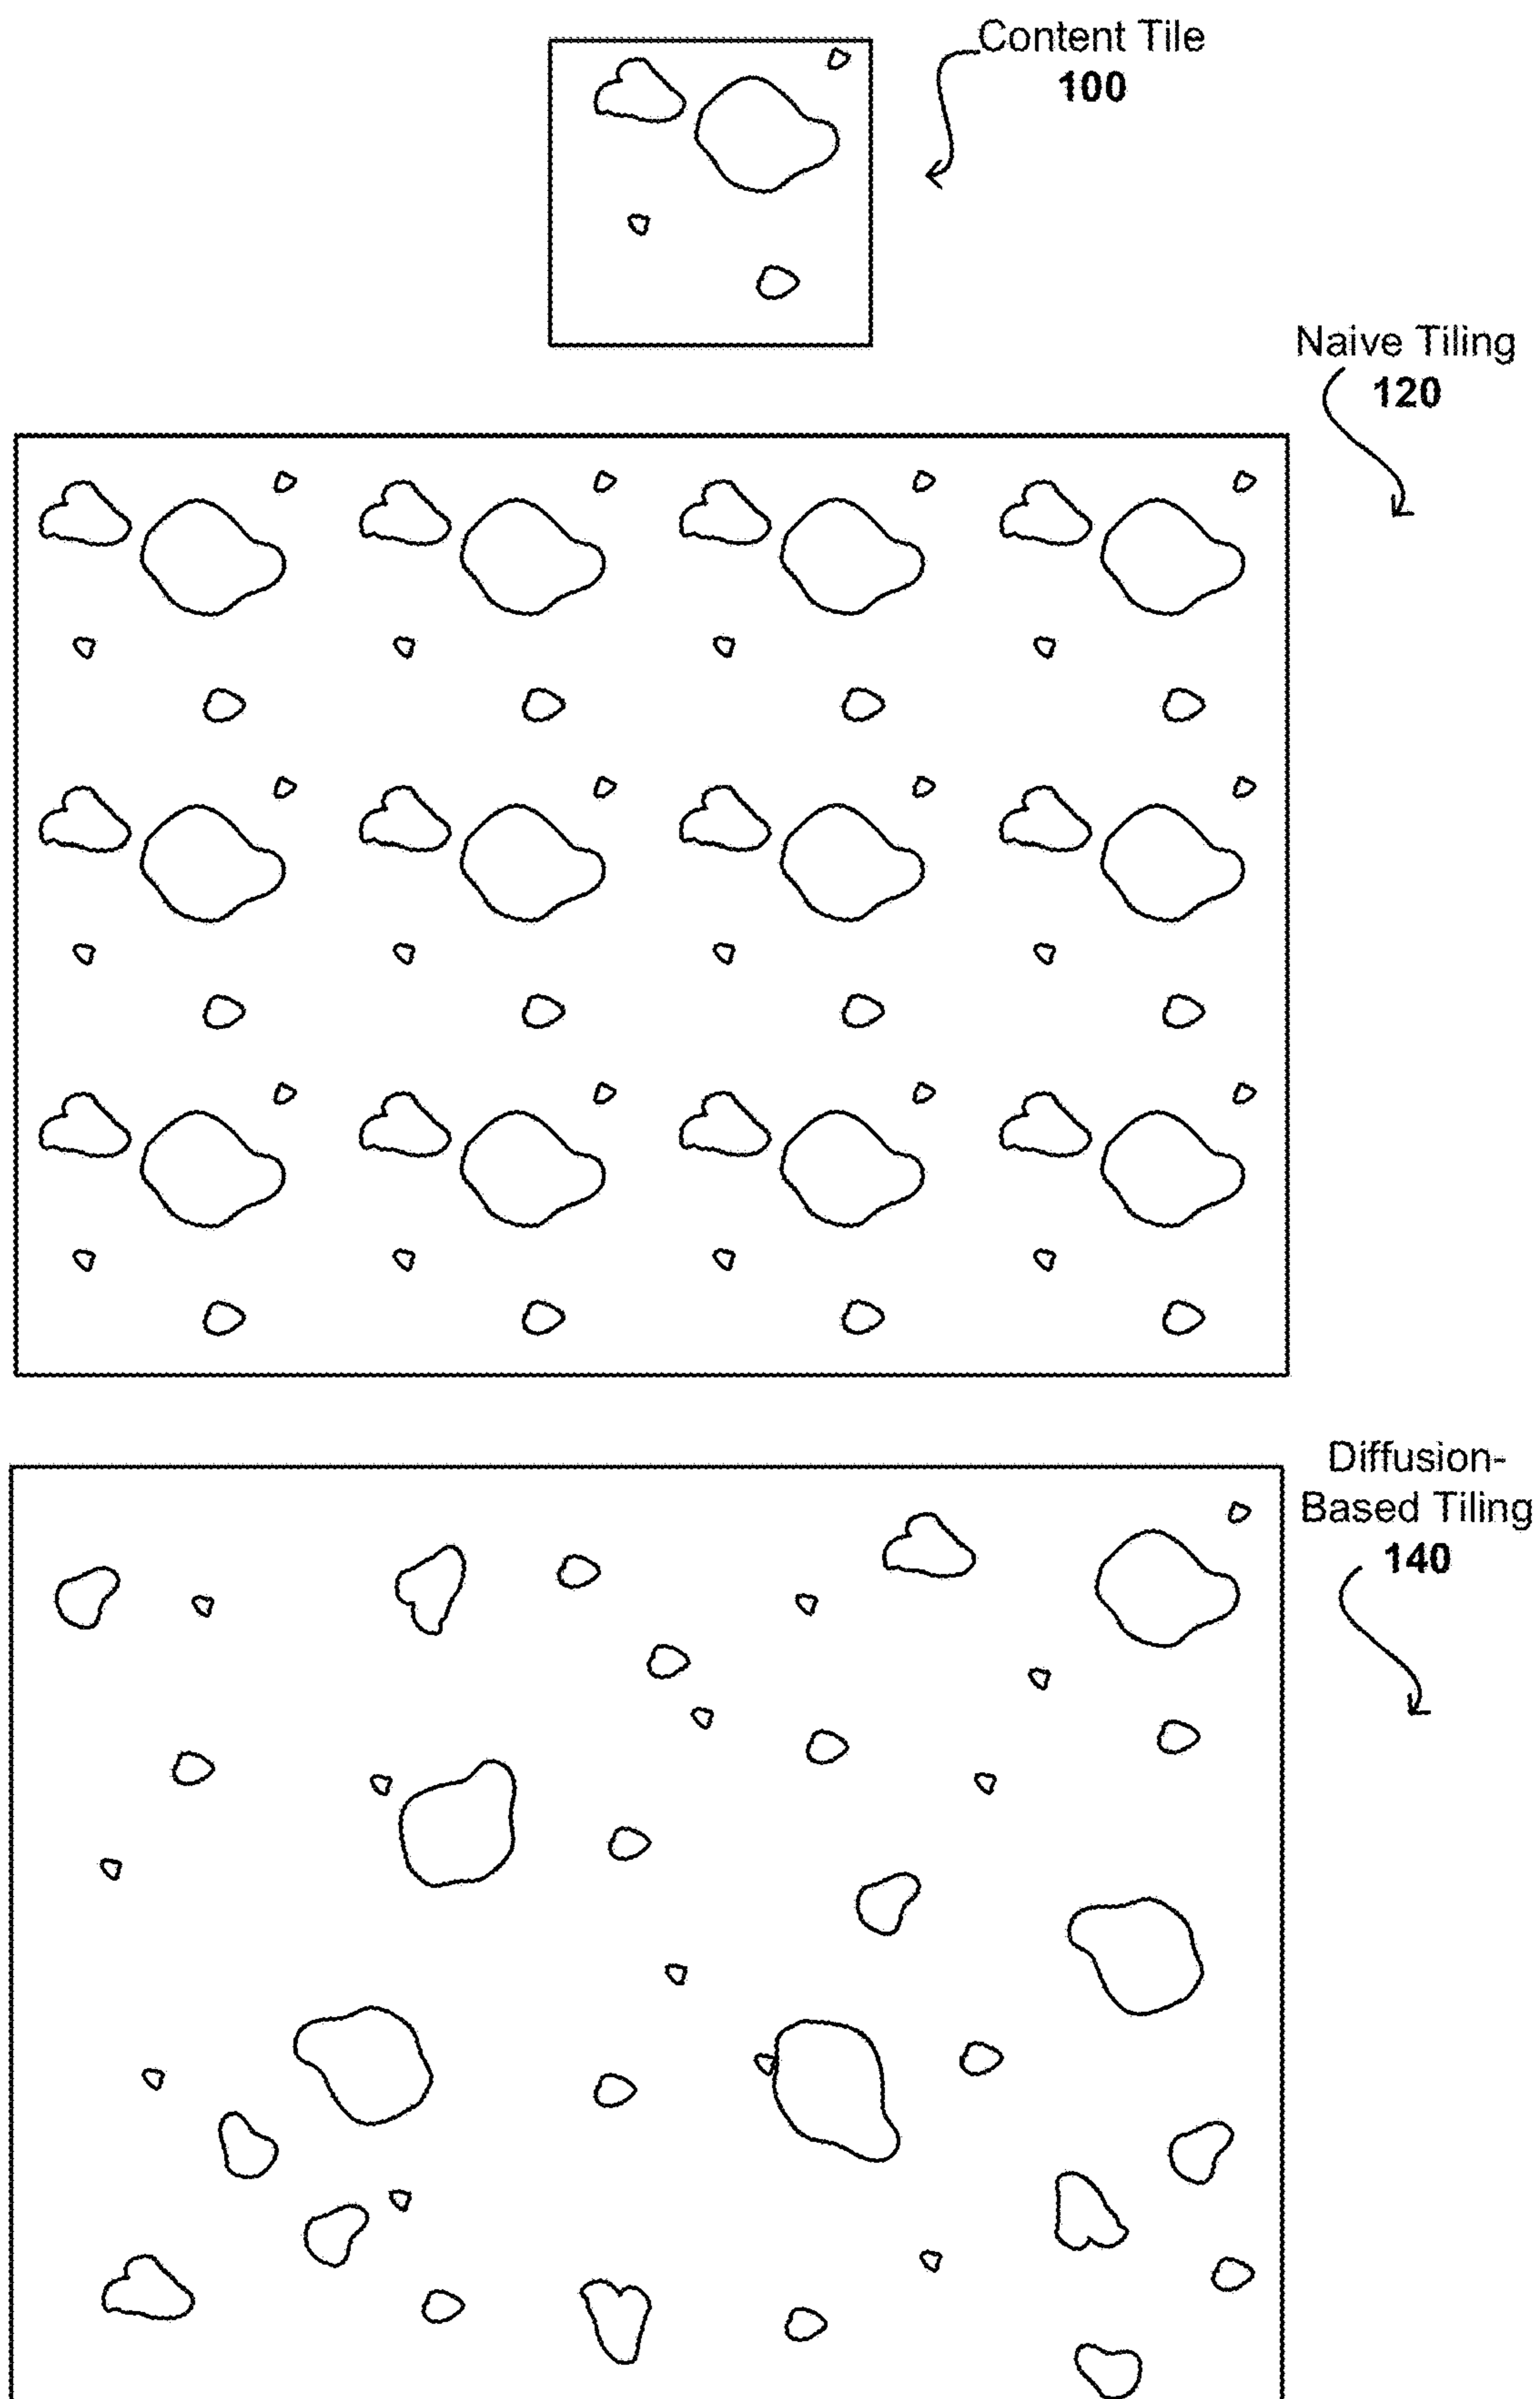 Content Tile
100
Naive Tiling
120
Diffusion-
Based Tiling
140